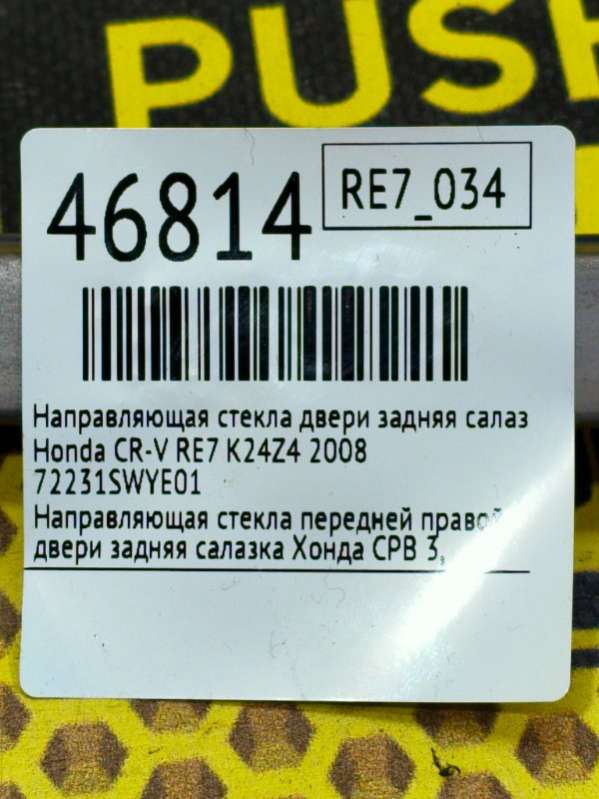 PUSH
46814
RE7_034
Направляющая стекла двери задняя салаз
Honda CR-V RE7 K24Z4 2008
72231SWYE01
Направляющая стекла передней правой
двери задняя салазка Хонда СРВ 3,